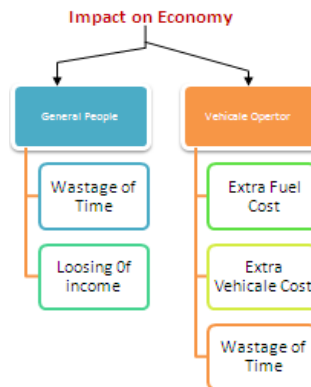 Impact on Economy
General People
Vehicale Opertor
Wastage of
Time
Loosing 0f
income
Extra Fuel
Cost
Extra
Vehicale Cost
Wastage of
Time